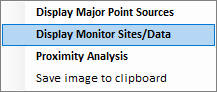 Display Major Point Sources
Display Monitor Sites/Data
Proximity Analysis
Save image to clipboard